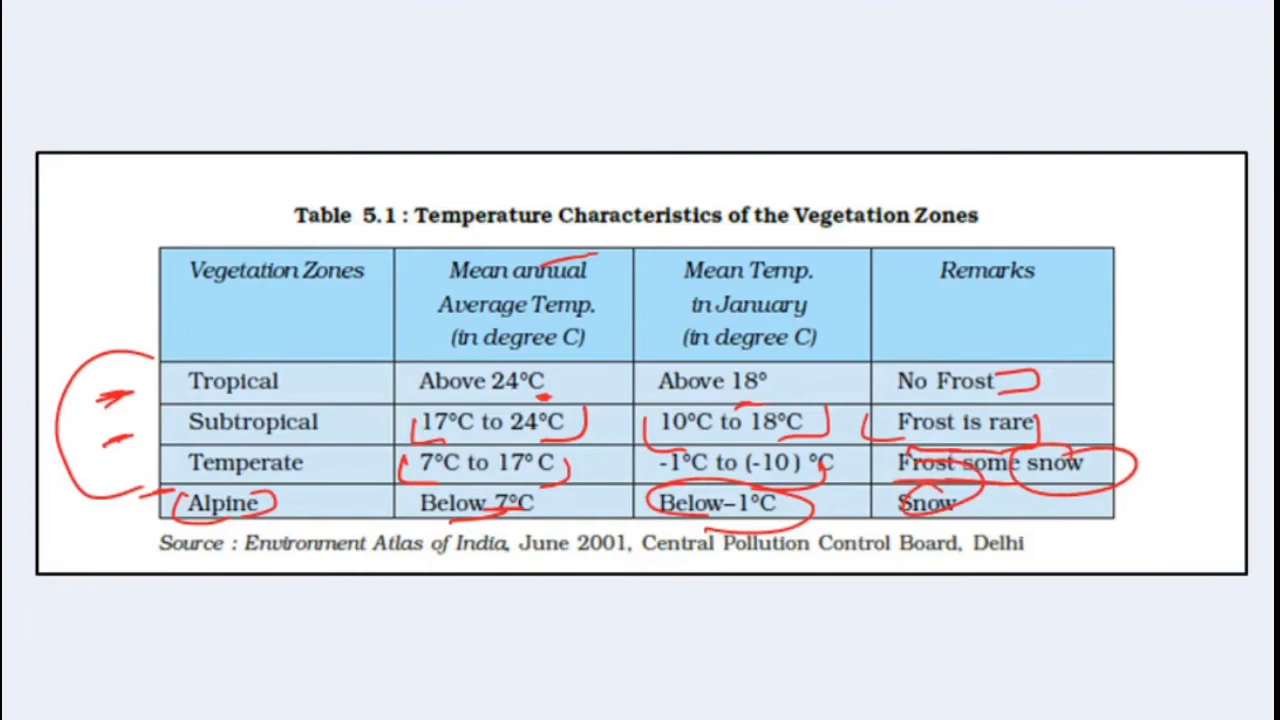 Table 5.1 : Temperature Characteristics of the Vegetation Zones
Vegetation Zones Mean annual Average Temp. (in degree C) Mean Temp. in January (in degree C) Remarks
Tropical Above 24°C Above 18° No Frost
Subtropical 17°C to 24°C 10°C to 18°C Frost is rare
Temperate 7°C to 17° C -1°C to (-10) °C Frost some snow
Alpine Below 7°C Below–1°C Snow
Source : Environment Atlas of India, June 2001, Central Pollution Control Board, Delhi